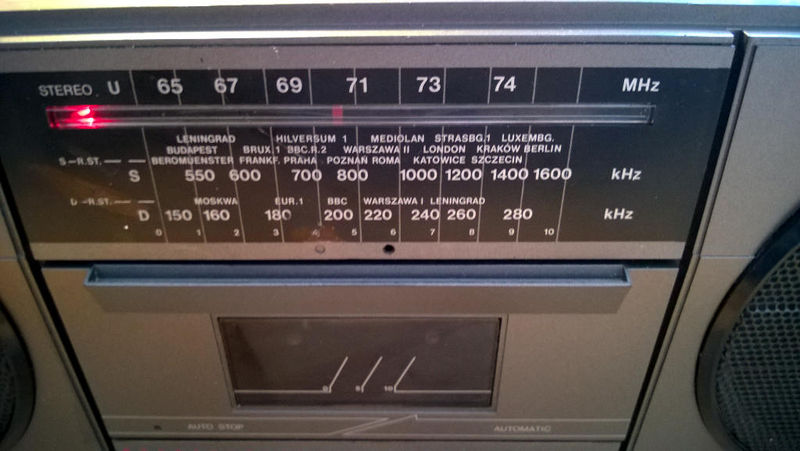 STEREO U 65 67 69 71 73 74 MHz
LENINGRAD HILVERSUM 1 MEDIOLAN STRASBG.1 LUXEMBG.
BUDAPEST BRUX.1 BBC.R.2 WARSZAWA II LONDON KRAKÓW BERLIN
S-R.ST. BEROMUENSTER FRANKF. PRAHA POZNAŃ ROMA KATOWICE SZCZECIN
S 550 600 700 800 1000 1200 1400 1600 kHz
D-R.ST. MOSKWA EUR.1 BBC WARSZAWA I LENINGRAD
D 150 160 180 200 220 240 260 280 kHz
0 1 2 3 4 5 6 7 8 9 10
0 5 10
AUTO STOP AUTOMATIC